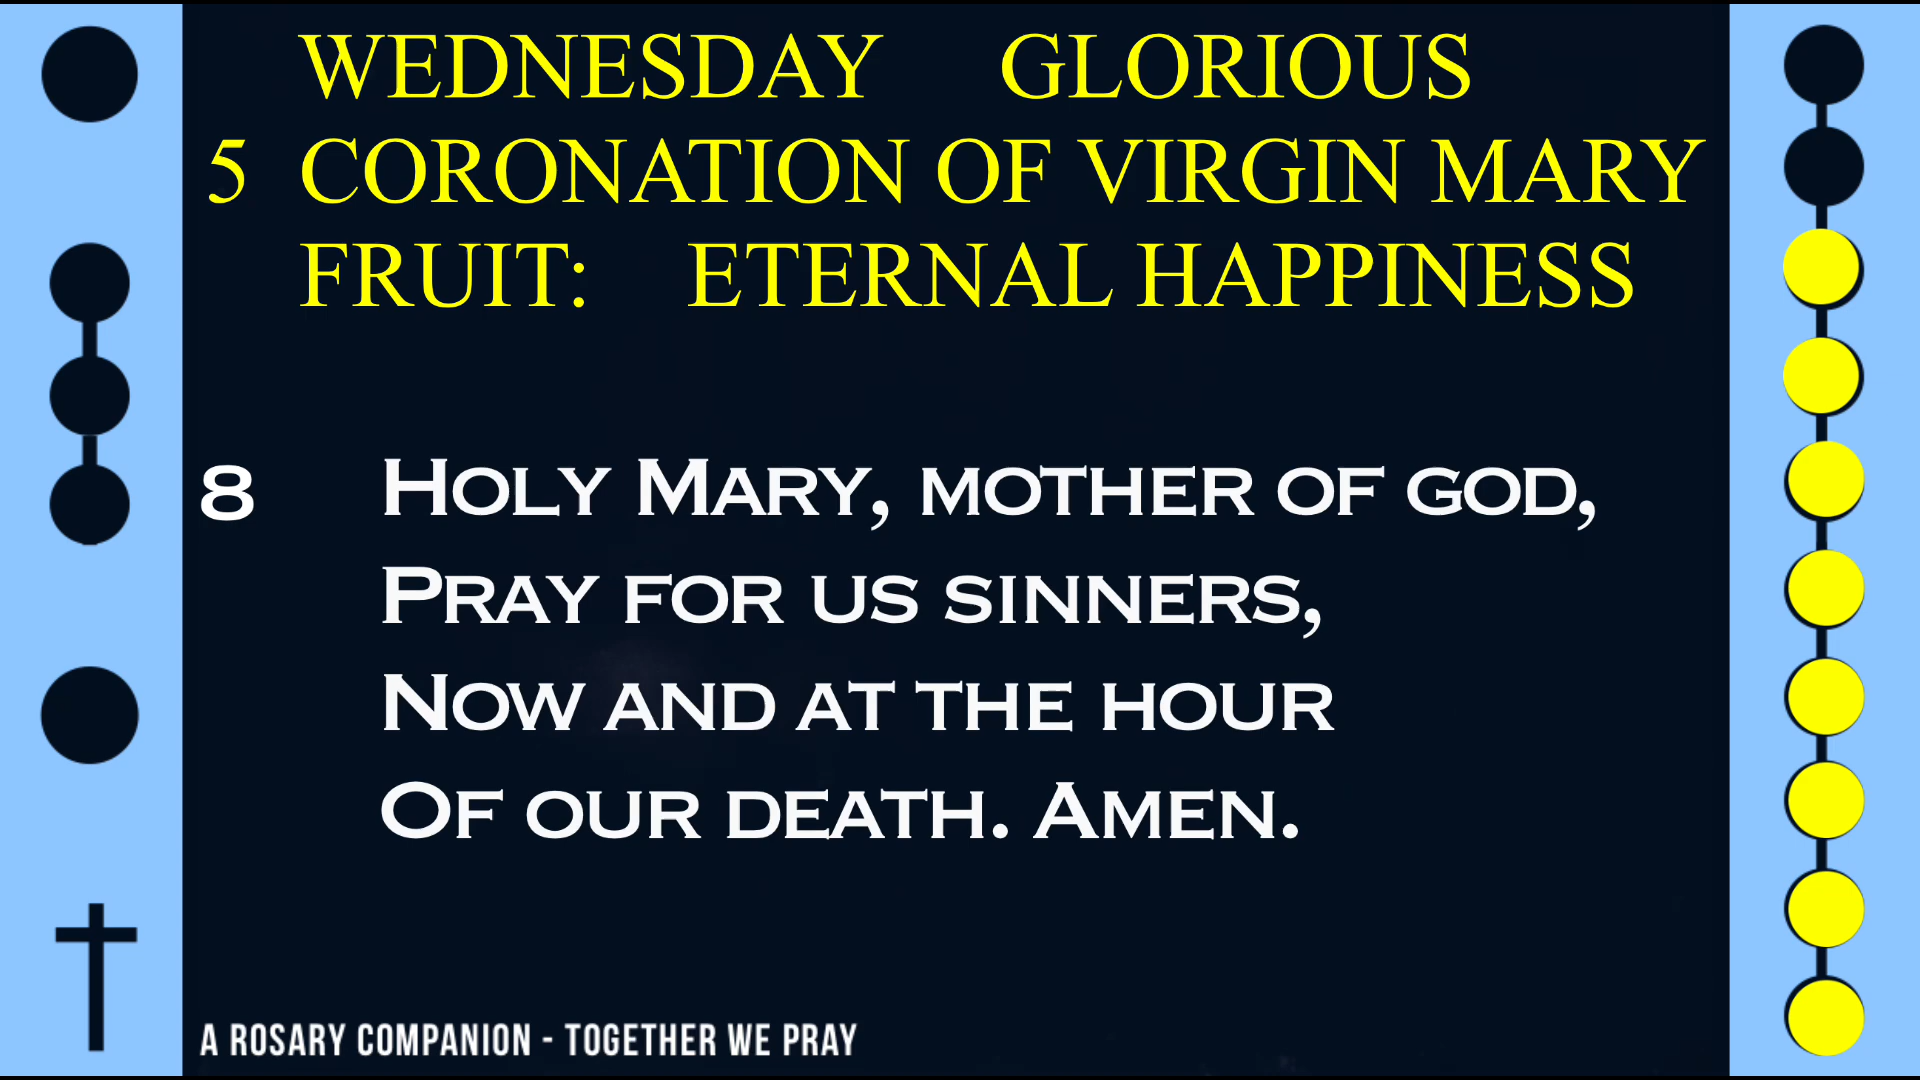 WEDNESDAY GLORIOUS
5 CORONATION OF VIRGIN MARY
FRUIT: ETERNAL HAPPINESS
8 Holy Mary, mother of god,
Pray for us sinners,
Now and at the hour
Of our death. Amen.
A ROSARY COMPANION - TOGETHER WE PRAY